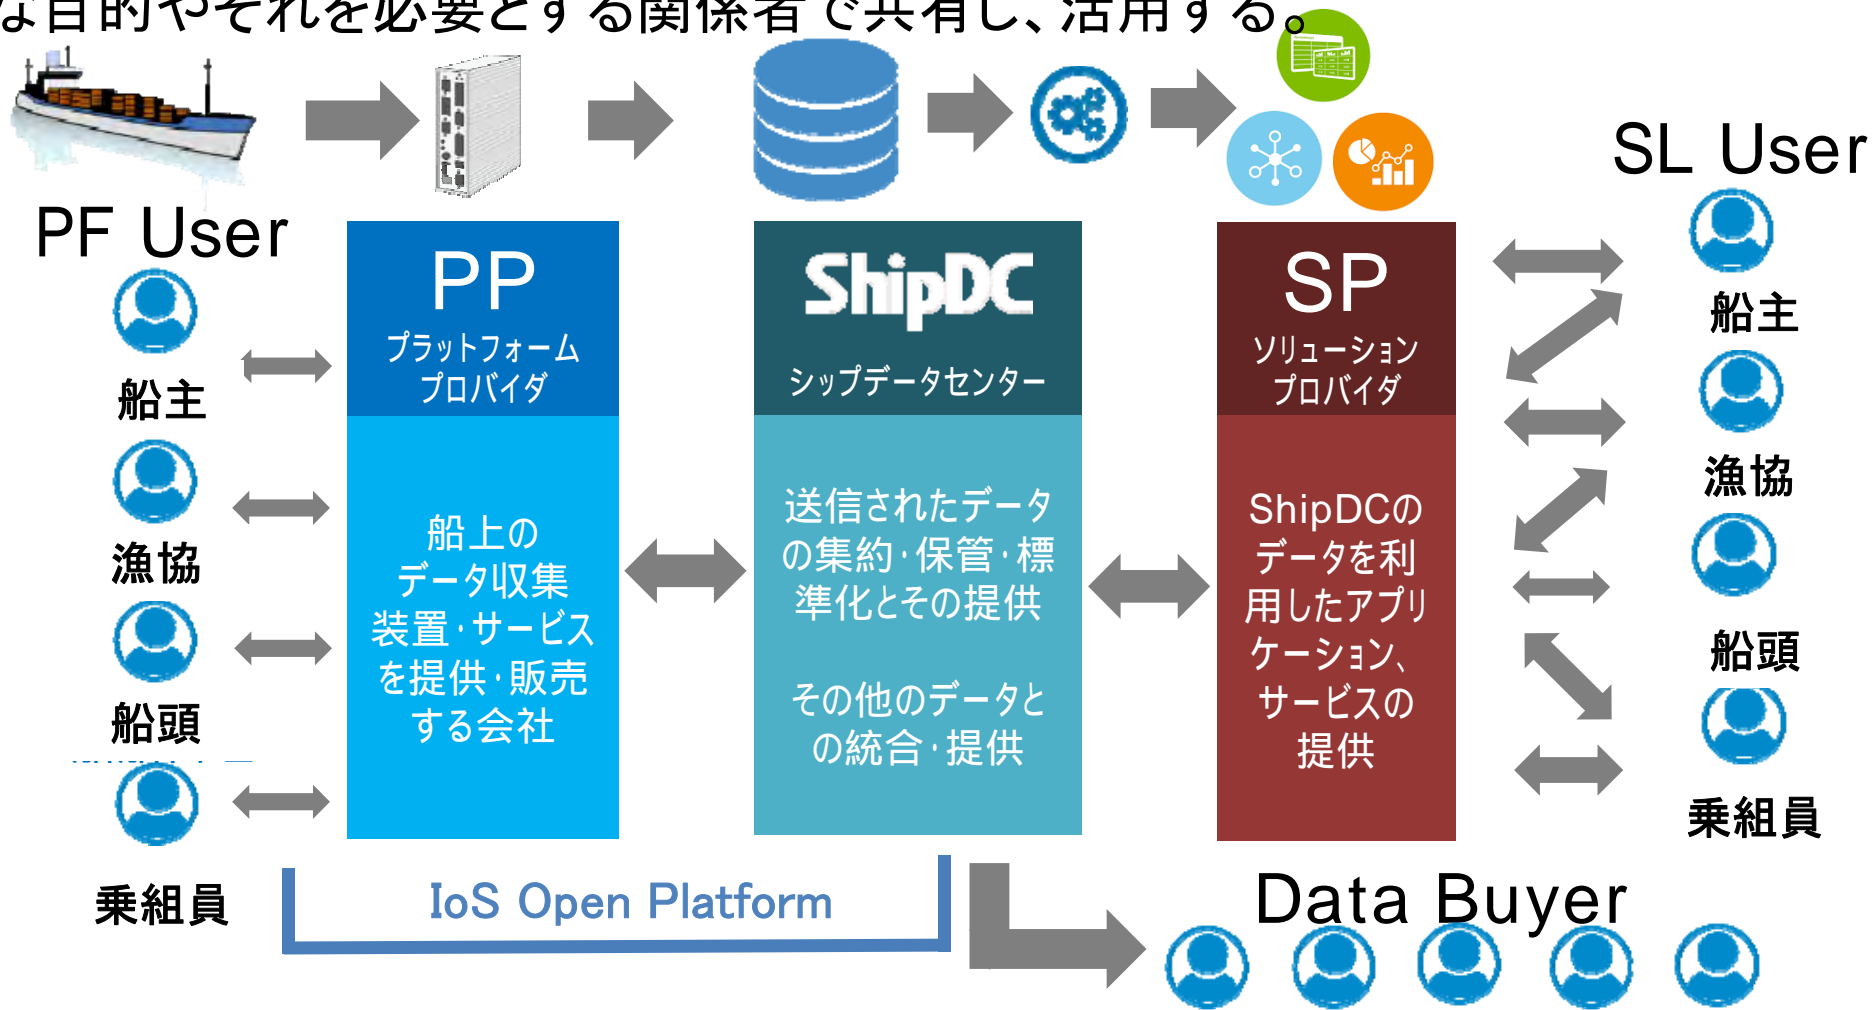 な目的やそれを必要とする関係者で共有し、活用する。
PF User
船主
漁協
船頭
乗組員
PP
プラットフォーム
プロバイダ
船上の
データ収集
装置・サービス
を提供・販売
する会社
ShipDC
シップデータセンター
送信されたデータ
の集約・保管・標
準化とその提供
その他のデータと
の統合・提供
SP
ソリューション
プロバイダ
ShipDCの
データを利
用したアプリ
ケーション、
サービスの
提供
SL User
船主
漁協
船頭
乗組員
IoS Open Platform
Data Buyer